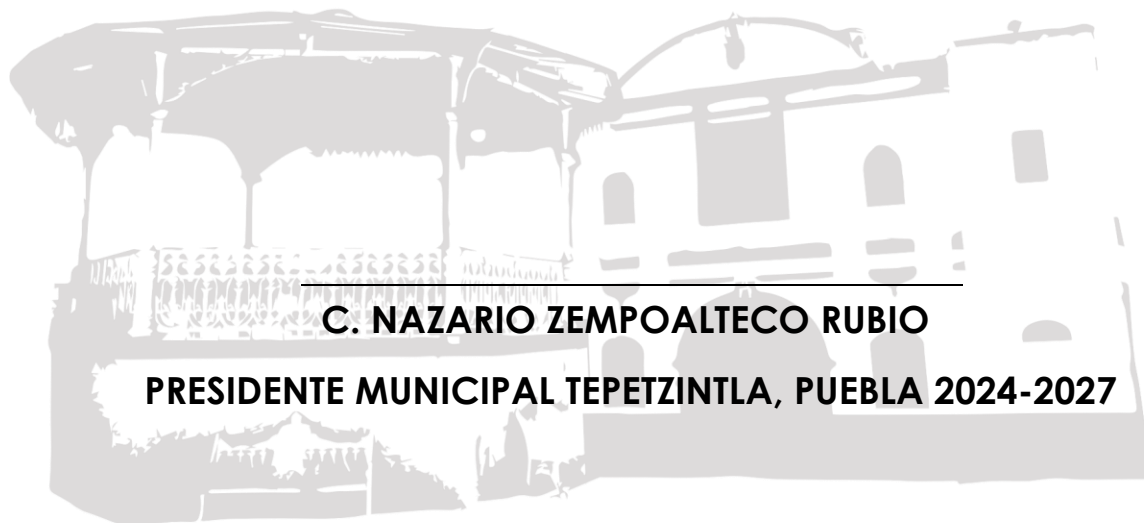 C. NAZARIO ZEMPOALTECO RUBIO
PRESIDENTE MUNICIPAL TEPETZINTLA, PUEBLA 2024-2027